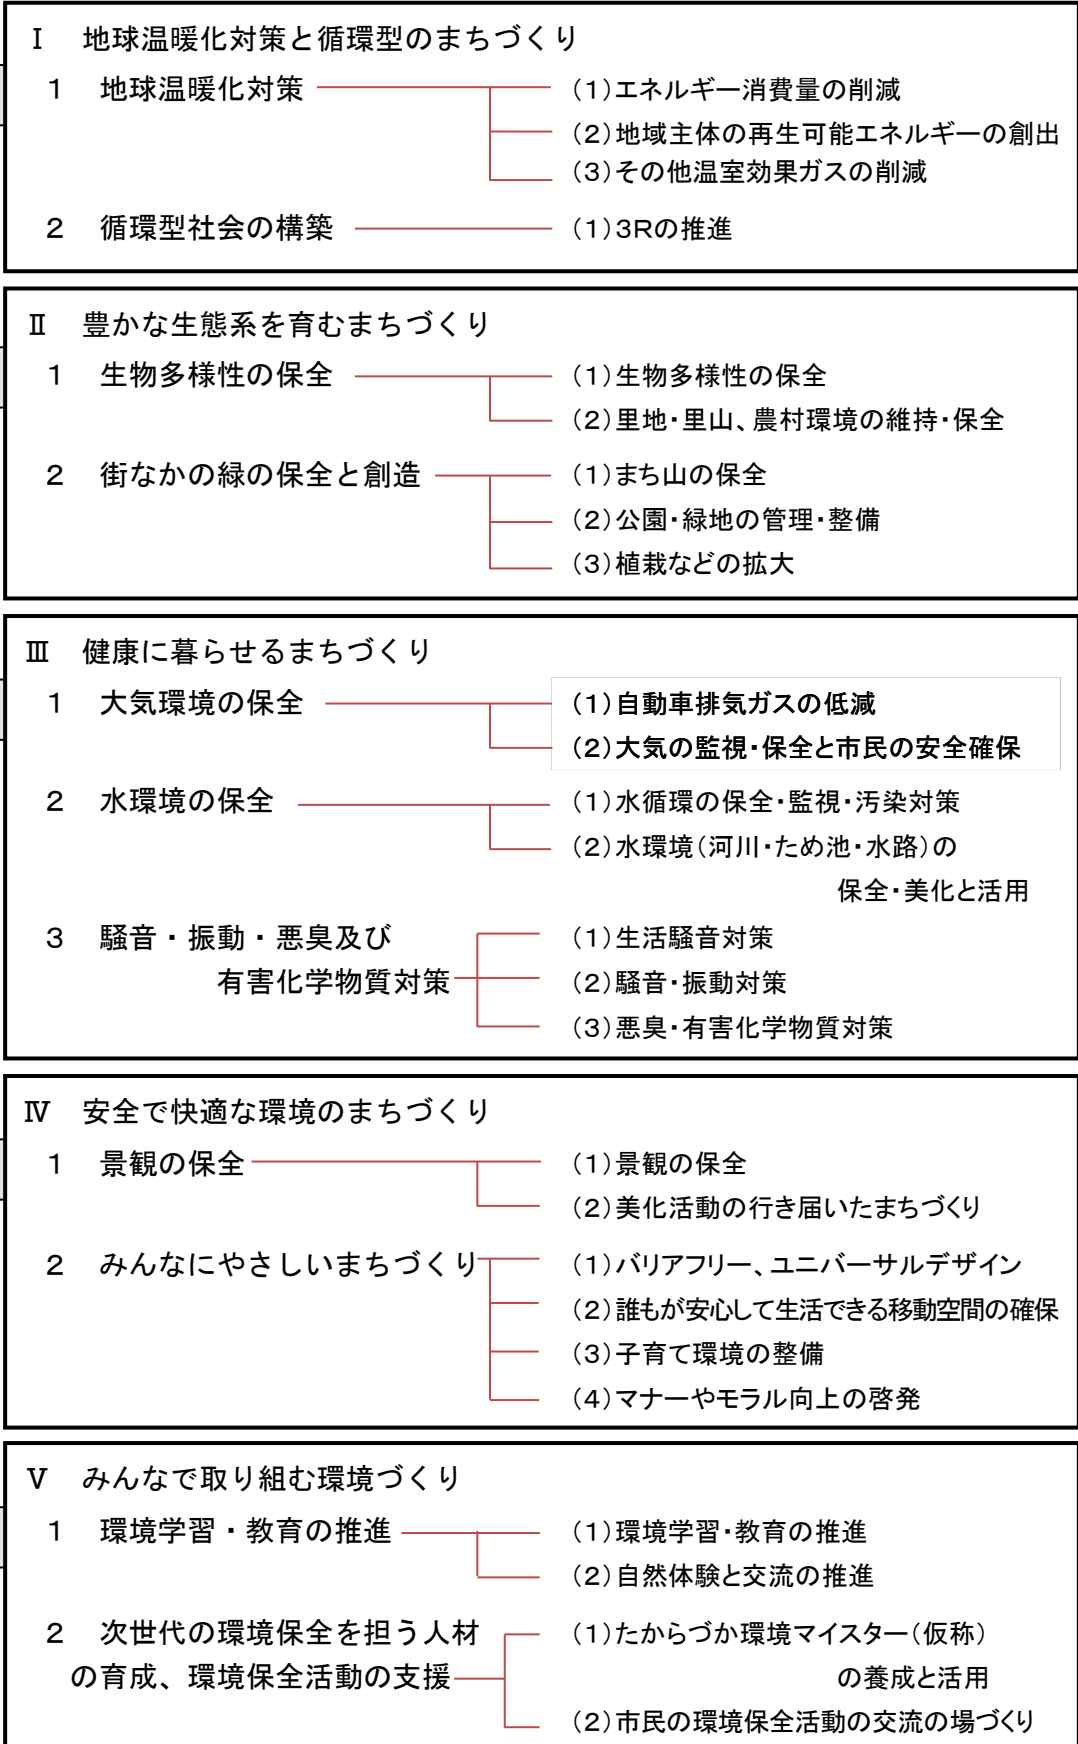 Ⅰ 地球温暖化対策と循環型のまちづくり
1 地球温暖化対策 (1)エネルギー消費量の削減
(2)地域主体の再生可能エネルギーの創出
(3)その他温室効果ガスの削減
2 循環型社会の構築 (1)3Rの推進
Ⅱ 豊かな生態系を育むまちづくり
1 生物多様性の保全 (1)生物多様性の保全
(2)里地・里山、農村環境の維持・保全
2 街なかの緑の保全と創造 (1)まち山の保全
(2)公園・緑地の管理・整備
(3)植栽などの拡大
Ⅲ 健康に暮らせるまちづくり
1 大気環境の保全 (1)自動車排気ガスの低減
(2)大気の監視・保全と市民の安全確保
2 水環境の保全 (1)水循環の保全・監視・汚染対策
(2)水環境(河川・ため池・水路)の
保全・美化と活用
3 騒音・振動・悪臭及び (1)生活騒音対策
有害化学物質対策 (2)騒音・振動対策
(3)悪臭・有害化学物質対策
Ⅳ 安全で快適な環境のまちづくり
1 景観の保全 (1)景観の保全
(2)美化活動の行き届いたまちづくり
2 みんなにやさしいまちづくり (1)バリアフリー、ユニバーサルデザイン
(2)誰もが安心して生活できる移動空間の確保
(3)子育て環境の整備
(4)マナーやモラル向上の啓発
Ⅴ みんなで取り組む環境づくり
1 環境学習・教育の推進 (1)環境学習・教育の推進
(2)自然体験と交流の推進
2 次世代の環境保全を担う人材 (1)たからづか環境マイスター(仮称)
の育成、環境保全活動の支援 の養成と活用
(2)市民の環境保全活動の交流の場づくり